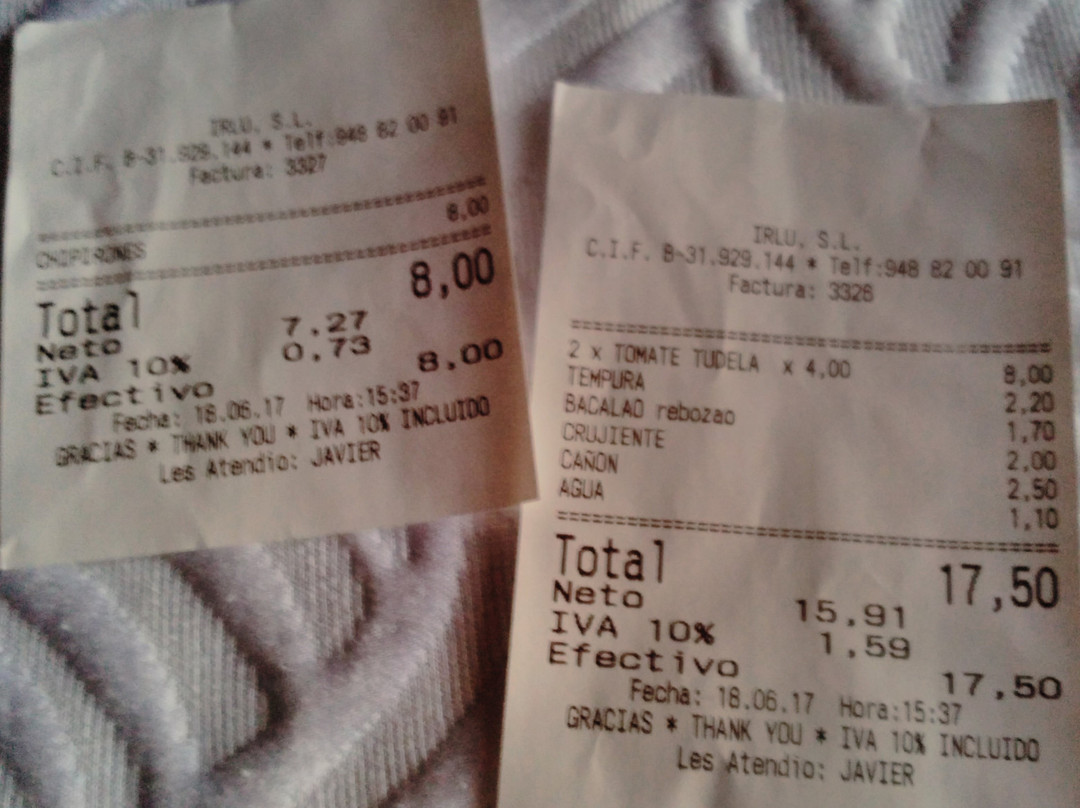 IRLU, S.L.
C.I.F. B-31.929.144 * Telf:948 82 00 91
Factura: 3327
========================================
8,00
CHIPIRONES
========================================
Total 8,00
Neto 7,27
IVA 10% 0,73
Efectivo 8,00
Fecha: 18.06.17 Hora:15:37
GRACIAS * THANK YOU * IVA 10% INCLUIDO
Les Atendio: JAVIER
IRLU, S.L.
C.I.F. B-31.929.144 * Telf:948 82 00 91
Factura: 3326
========================================
2 x TOMATE TUDELA x 4,00 8,00
TEMPURA 2,20
BACALAO rebozao 1,70
CRUJIENTE 2,00
CAÑON 2,50
AGUA 1,10
========================================
Total 17,50
Neto 15,91
IVA 10% 1,59
Efectivo 17,50
Fecha: 18.06.17 Hora:15:37
GRACIAS * THANK YOU * IVA 10% INCLUIDO
Les Atendio: JAVIER